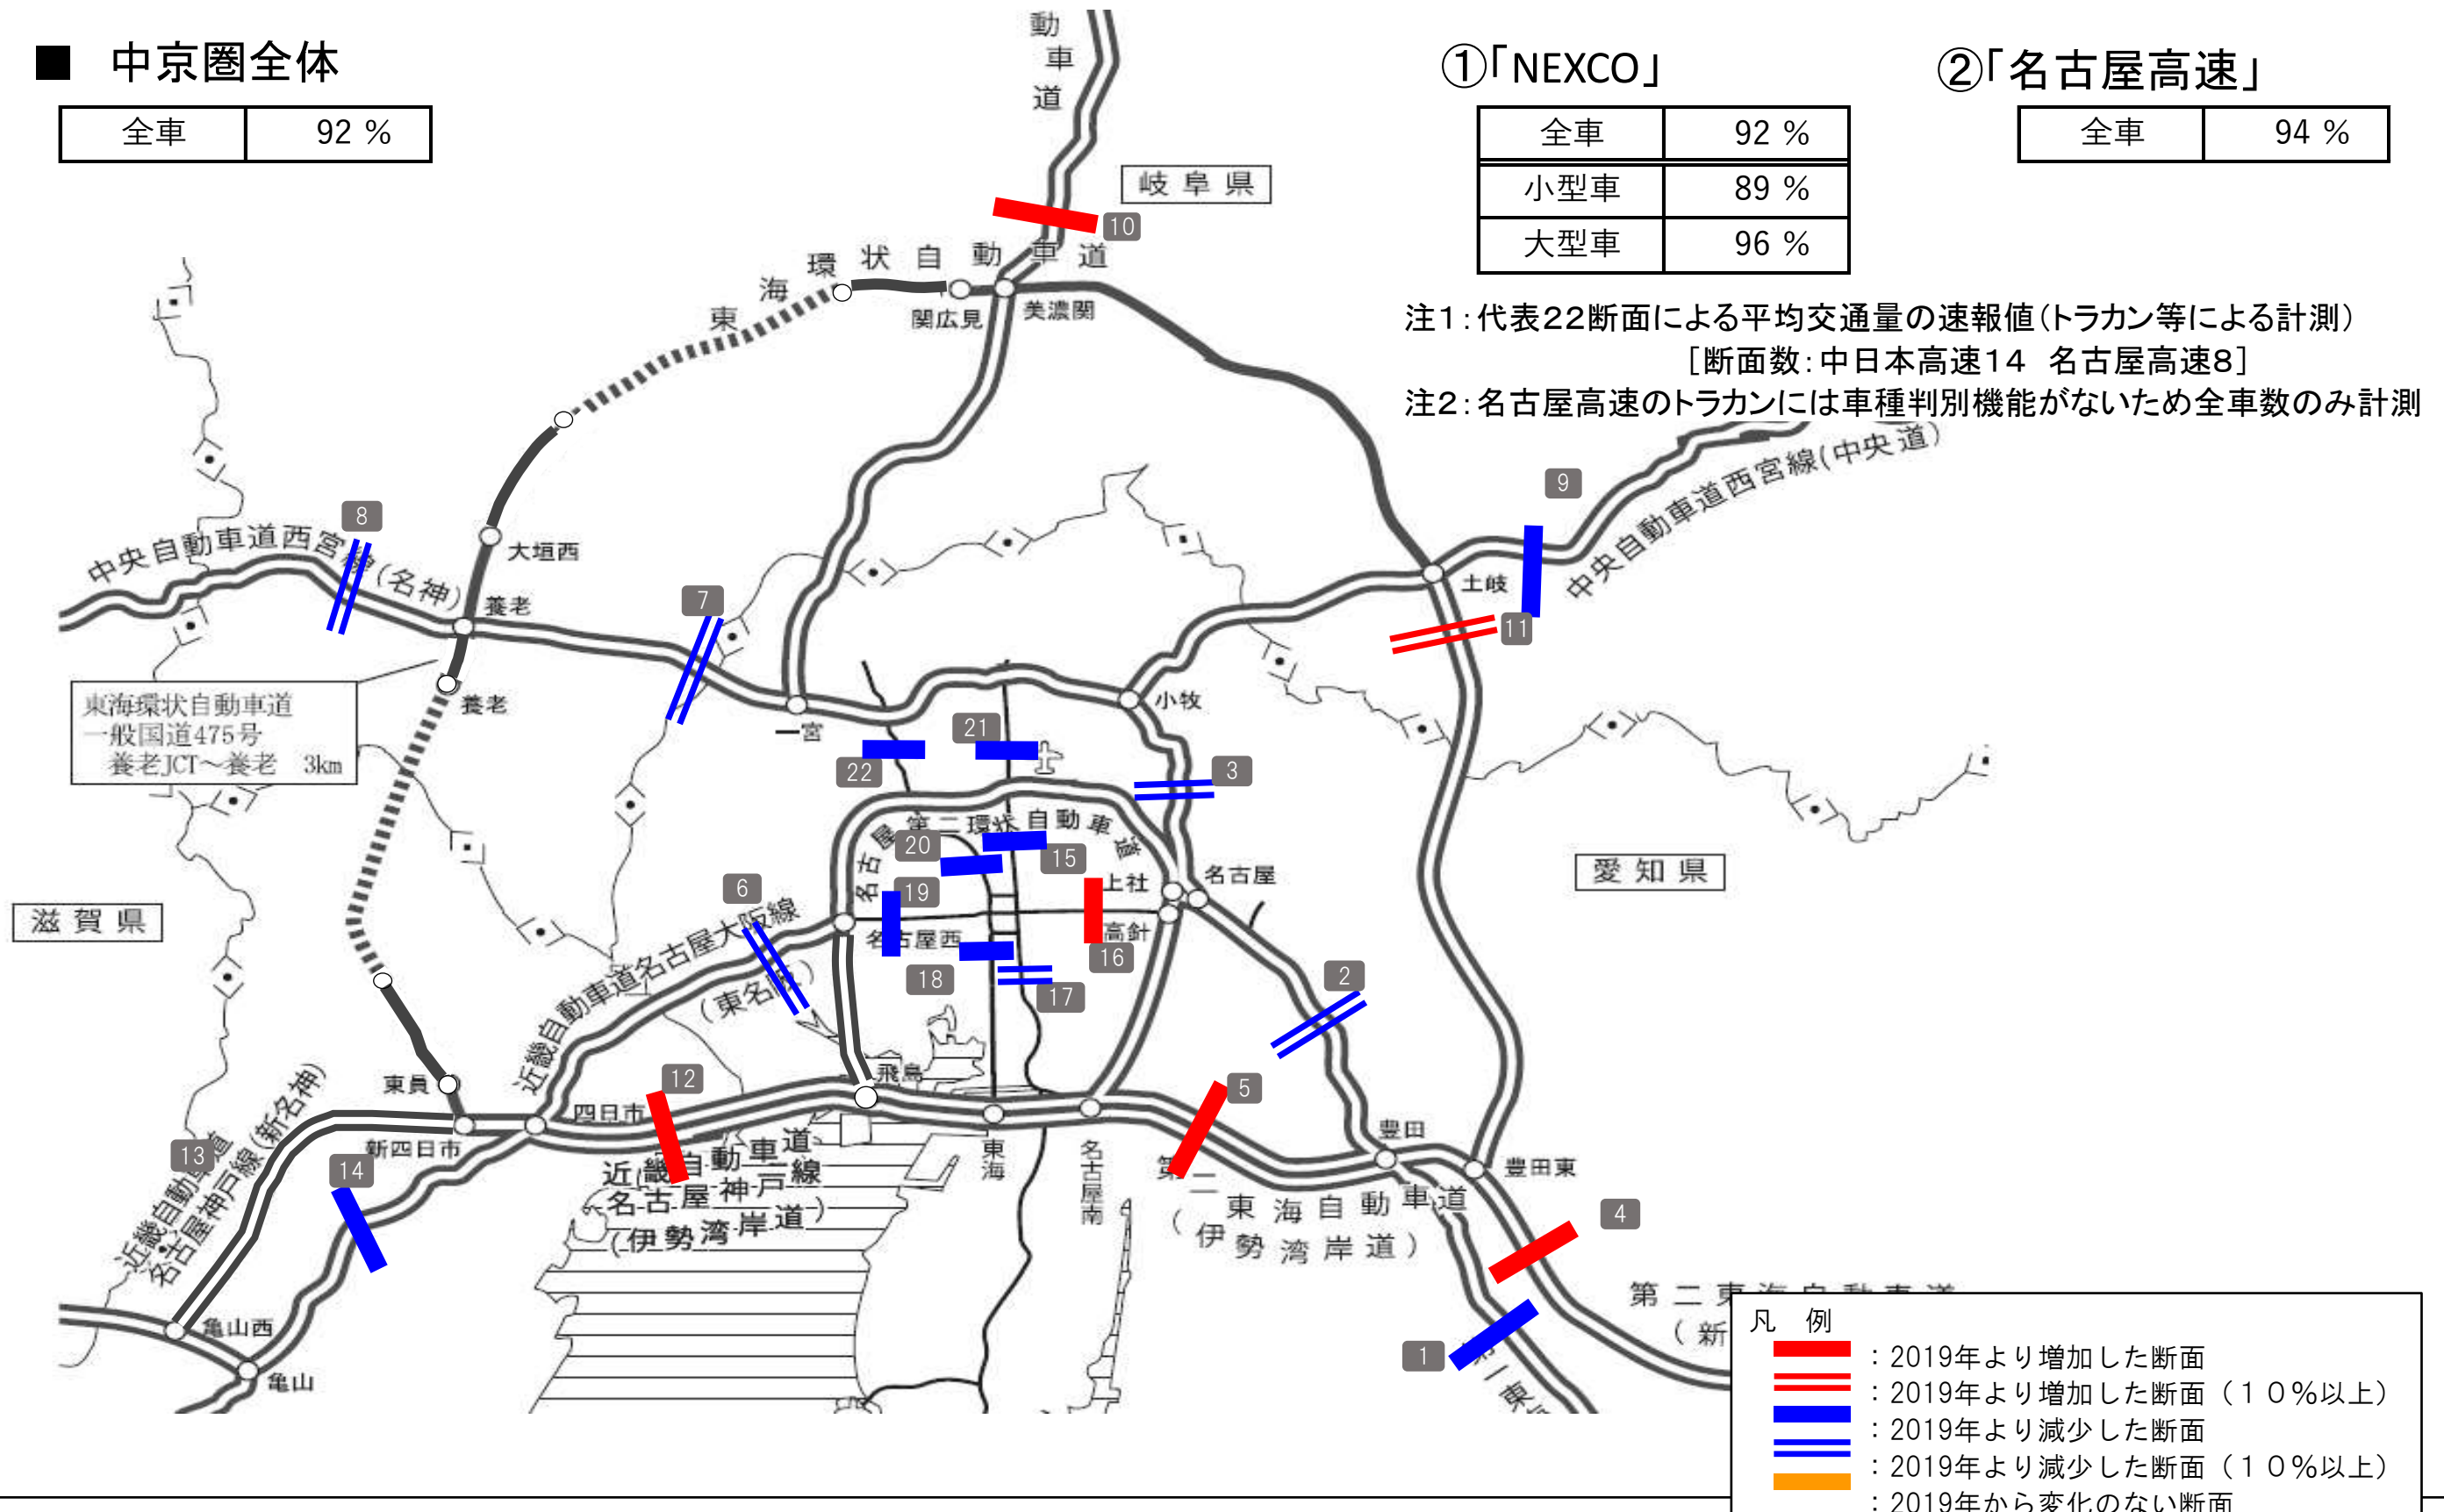 ■ 中京圏全体
全車 92 %
①「NEXCO」
全車 92 %
小型車 89 %
大型車 96 %
②「名古屋高速」
全車 94 %
注1：代表22断面による平均交通量の速報値（トラカン等による計測）
［断面数：中日本高速14 名古屋高速8］
注2：名古屋高速のトラカンには車種判別機能がないため全車数のみ計測
動車道
岐阜県
10
東海環状自動車道
関広見
美濃関
9
中央自動車道西宮線(中央道)
8
中央自動車道西宮線(名神)
大垣西
養老
7
土岐
11
東海環状自動車道
一般国道475号
養老JCT～養老 3km
養老
一宮
小牧
21
22
3
名古屋第二環状自動車道
20
15
上社
名古屋
愛知県
6
19
名古屋西
高針
16
滋賀県
近畿自動車道名古屋大阪線
(東名阪)
18
17
2
東員
12
四日市
飛島
5
新四日市
13
14
近畿自動車道
名古屋神戸線(新名神)
近畿自動車道
名古屋神戸線
(伊勢湾岸道)
東海
名古屋南
豊田
豊田東
第二東海自動車道
(伊勢湾岸道)
4
亀山西
亀山
1
第一東
第二東海自動車道
(新
凡 例
：2019年より増加した断面
：2019年より増加した断面（１０％以上）
：2019年より減少した断面
：2019年より減少した断面（１０％以上）
：2019年から変化のない断面